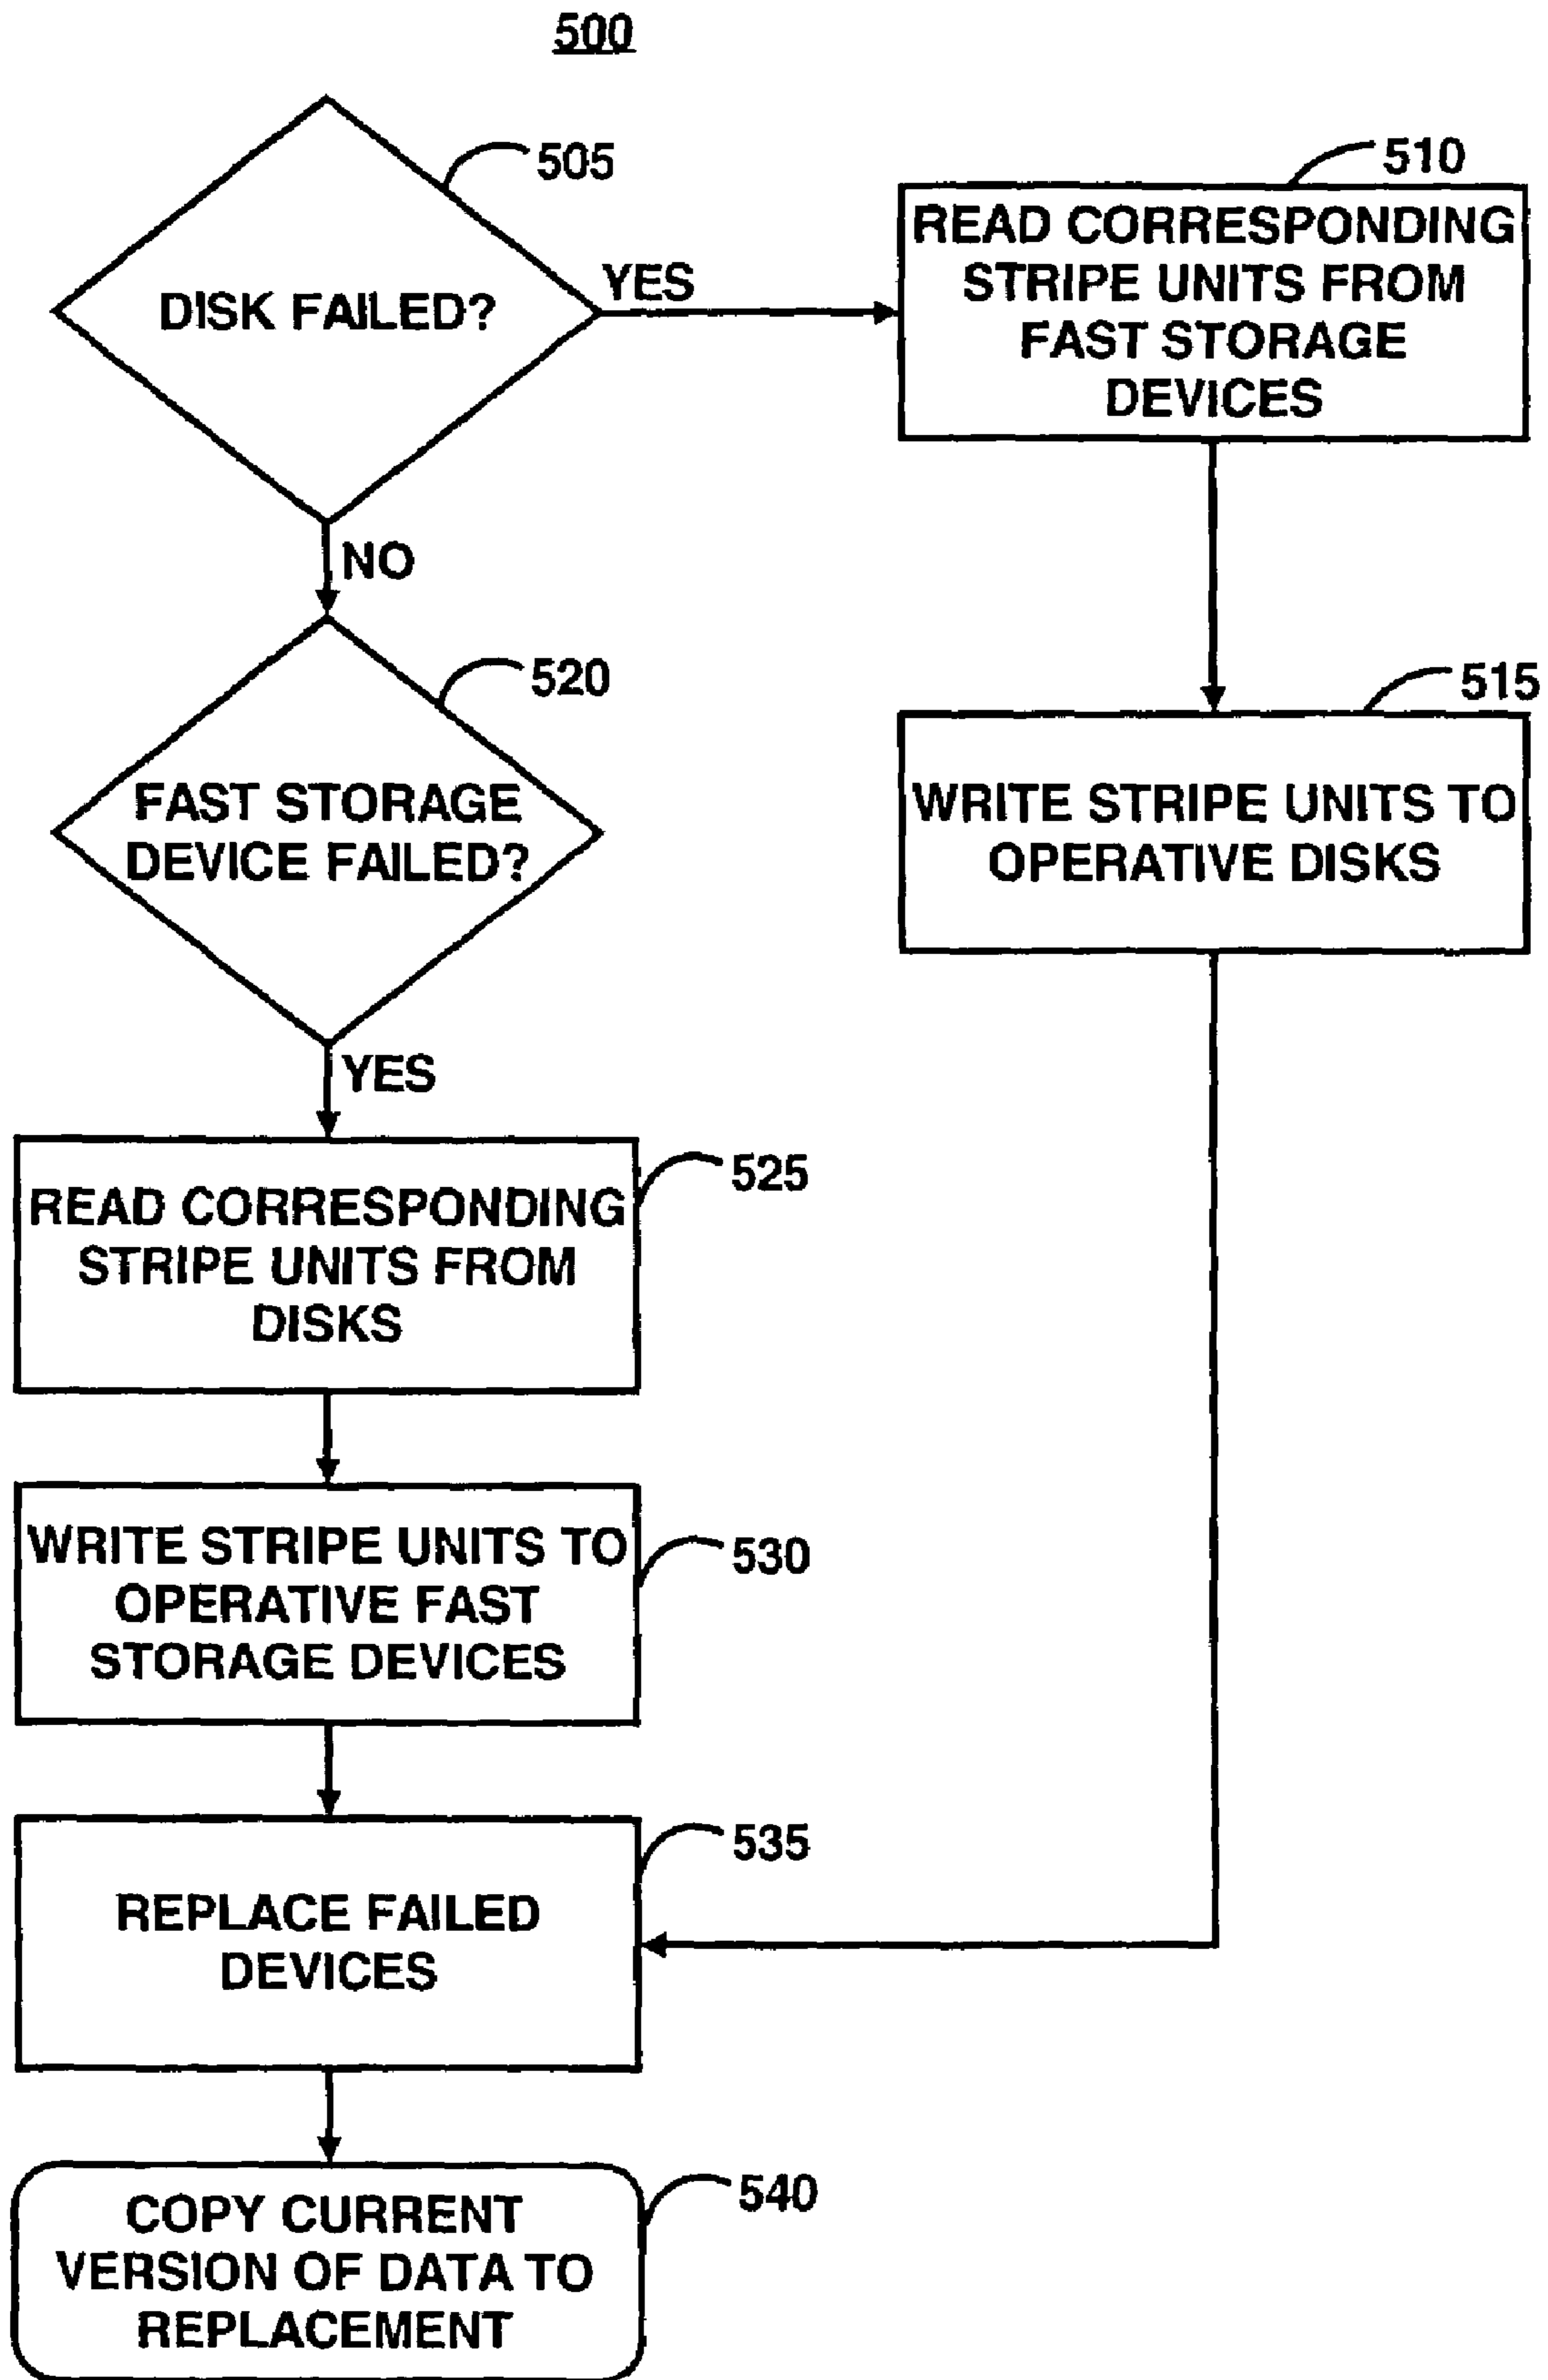 500
505
DISK FAILED?
YES
NO
510
READ CORRESPONDING
STRIPE UNITS FROM
FAST STORAGE
DEVICES
515
WRITE STRIPE UNITS TO
OPERATIVE DISKS
520
FAST STORAGE
DEVICE FAILED?
YES
525
READ CORRESPONDING
STRIPE UNITS FROM
DISKS
530
WRITE STRIPE UNITS TO
OPERATIVE FAST
STORAGE DEVICES
535
REPLACE FAILED
DEVICES
540
COPY CURRENT
VERSION OF DATA TO
REPLACEMENT